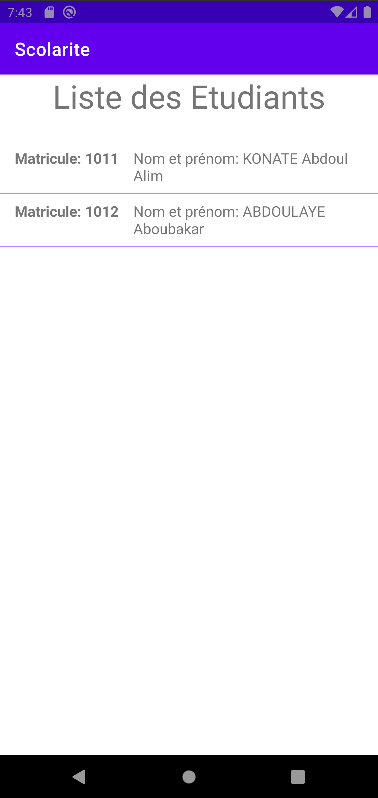 7:43
Scolarite
Liste des Etudiants
Matricule: 1011 Nom et prénom: KONATE Abdoul
Alim
Matricule: 1012 Nom et prénom: ABDOULAYE
Aboubakar